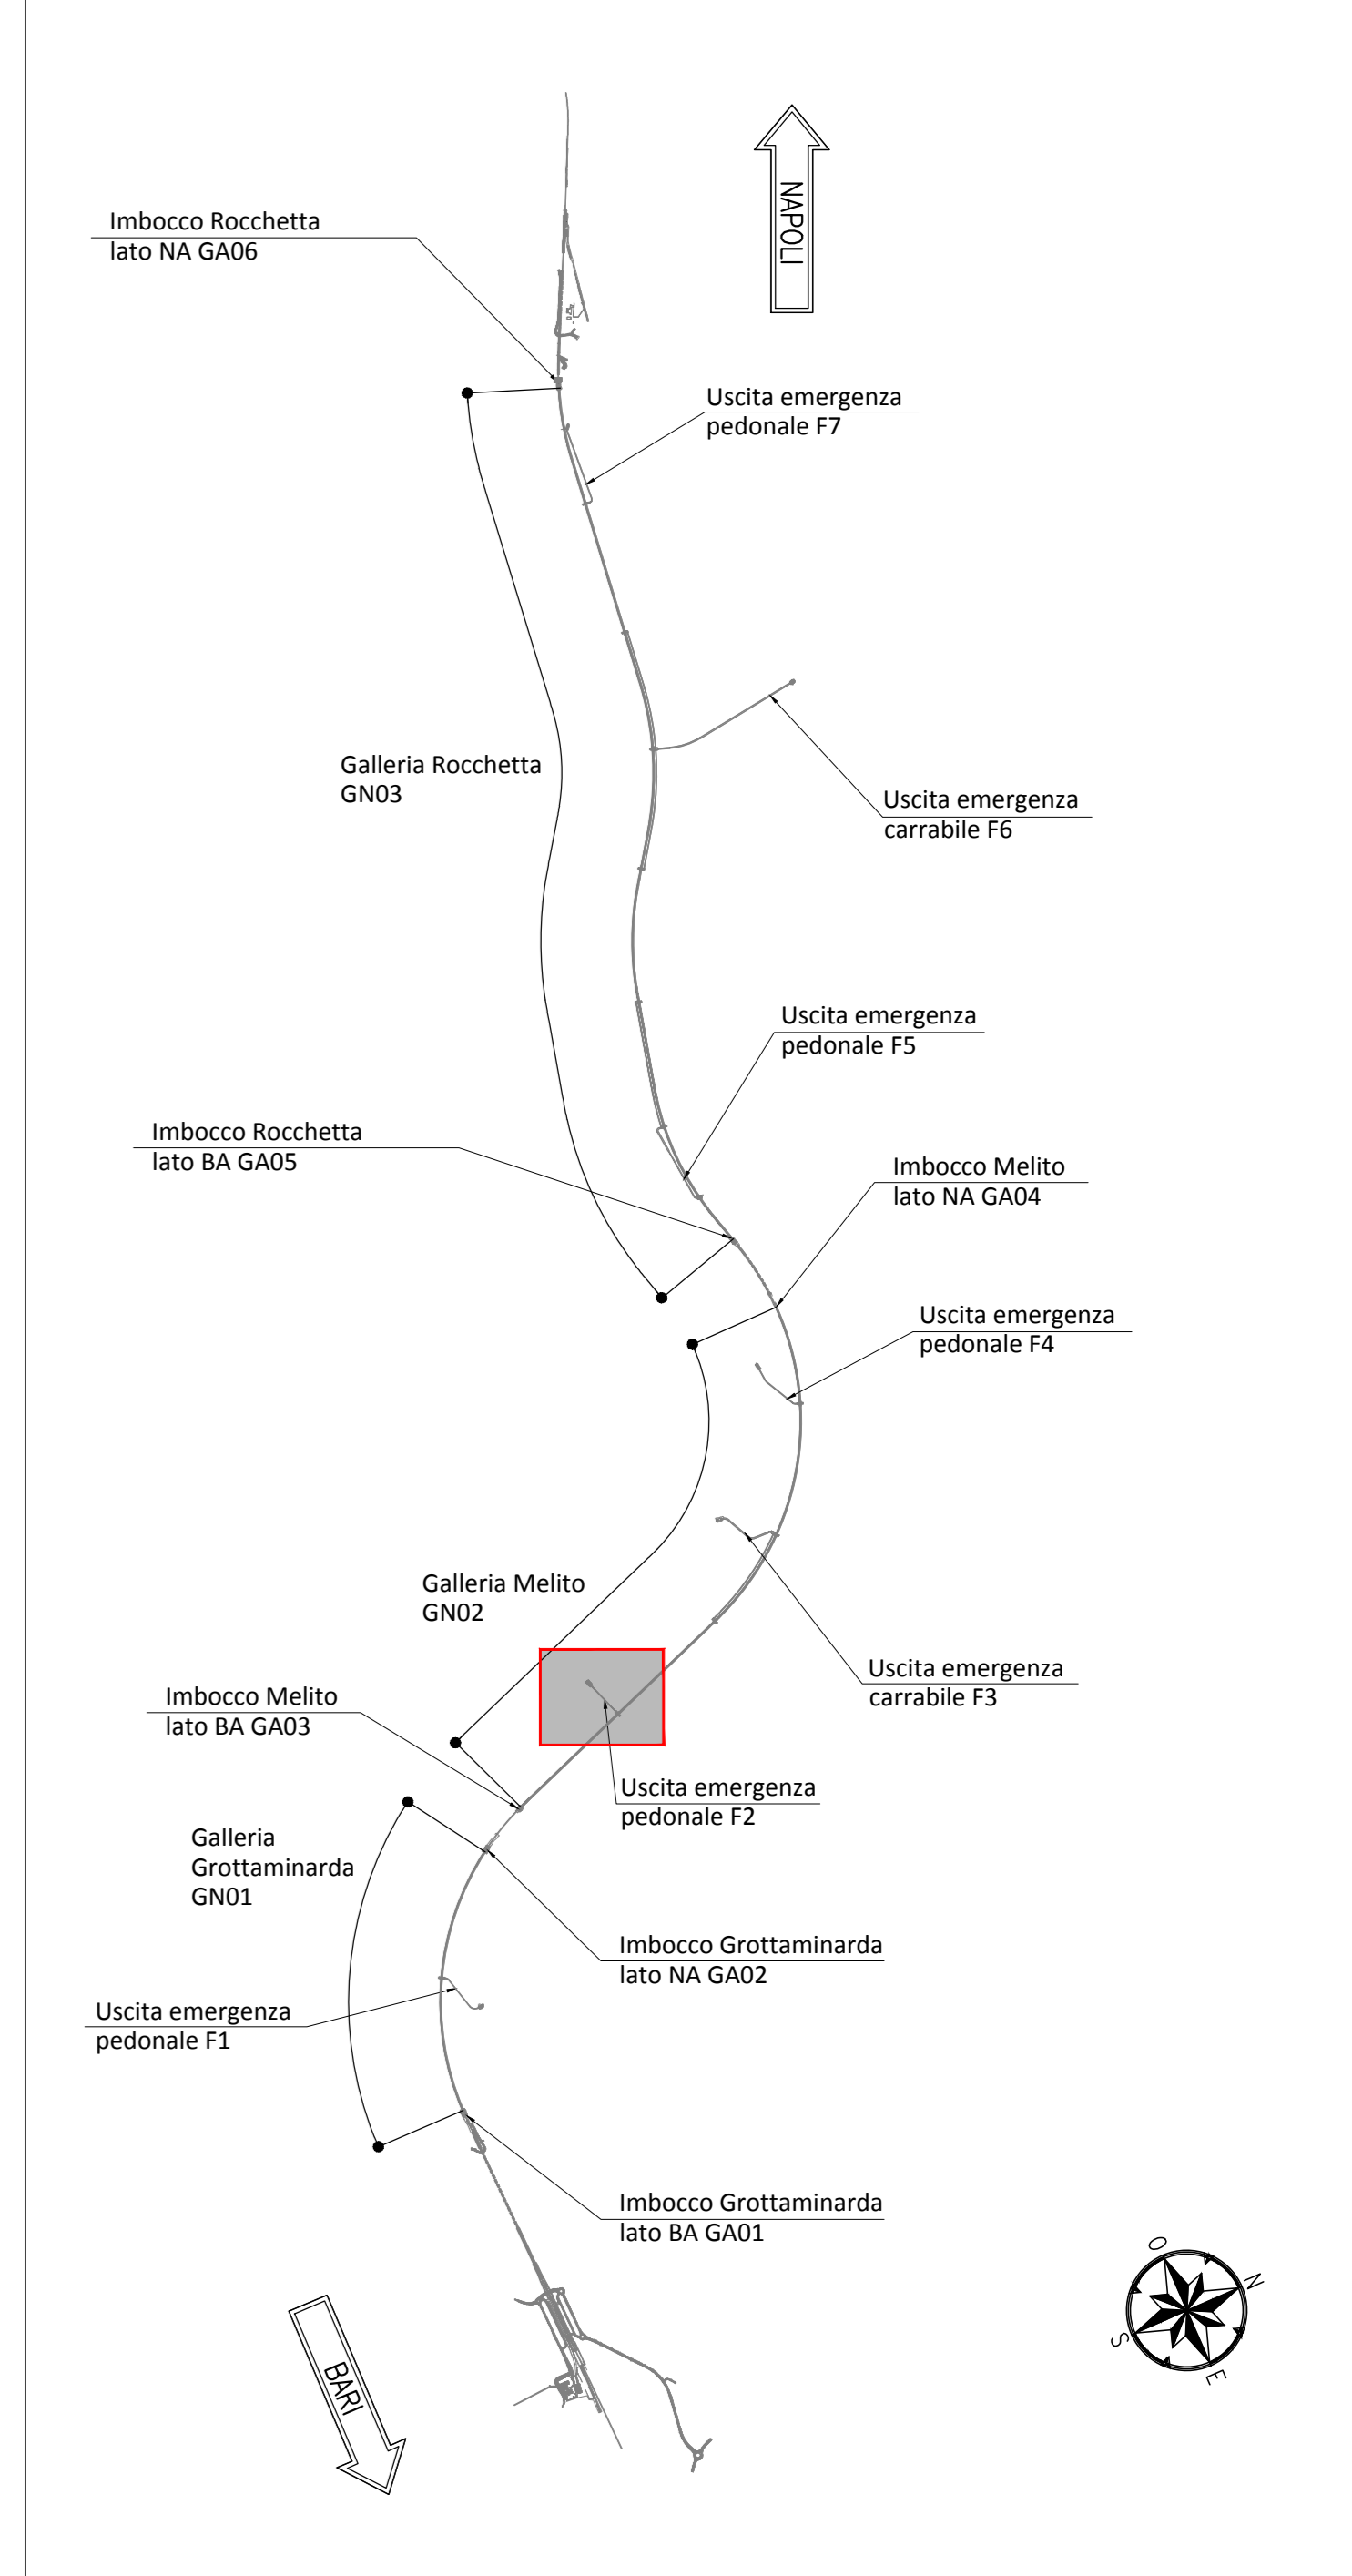 NAPOLI
Imbocco Rocchetta
lato NA GA06
Uscita emergenza
pedonale F7
Galleria Rocchetta
GN03
Uscita emergenza
carrabile F6
Uscita emergenza
pedonale F5
Imbocco Rocchetta
lato BA GA05
Imbocco Melito
lato NA GA04
Uscita emergenza
pedonale F4
Galleria Melito
GN02
Uscita emergenza
carrabile F3
Imbocco Melito
lato BA GA03
Uscita emergenza
pedonale F2
Galleria
Grottaminarda
GN01
Imbocco Grottaminarda
lato NA GA02
Uscita emergenza
pedonale F1
Imbocco Grottaminarda
lato BA GA01
O
N
S
E
BARI